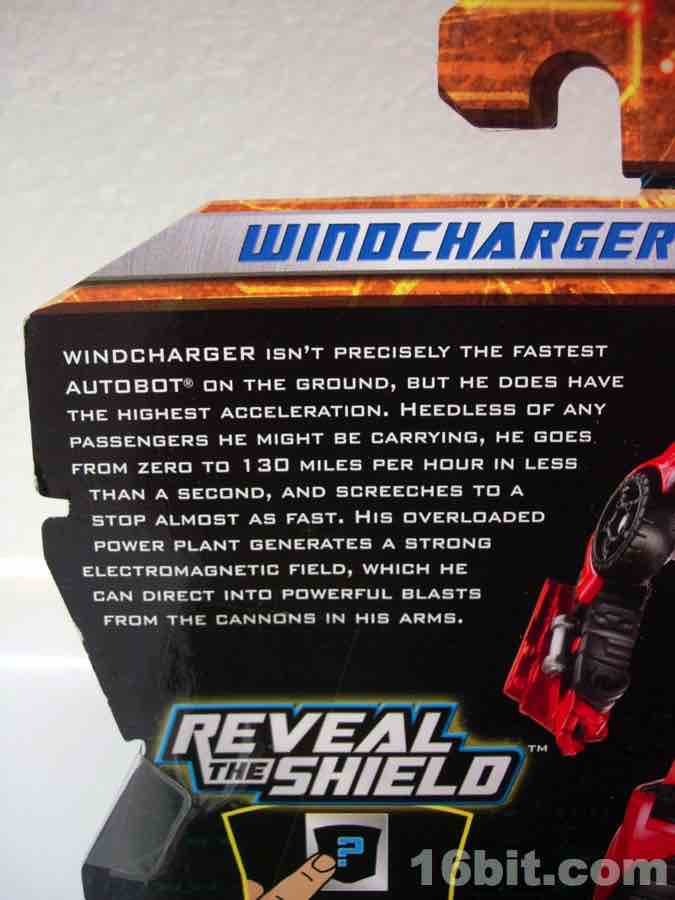 WINDCHARGER
WINDCHARGER ISN'T PRECISELY THE FASTEST
AUTOBOT® ON THE GROUND, BUT HE DOES HAVE
THE HIGHEST ACCELERATION. HEEDLESS OF ANY
PASSENGERS HE MIGHT BE CARRYING, HE GOES
FROM ZERO TO 130 MILES PER HOUR IN LESS
THAN A SECOND, AND SCREECHES TO A
STOP ALMOST AS FAST. HIS OVERLOADED
POWER PLANT GENERATES A STRONG
ELECTROMAGNETIC FIELD, WHICH HE
CAN DIRECT INTO POWERFUL BLASTS
FROM THE CANNONS IN HIS ARMS.
REVEAL
THE SHIELD™
?
16bit.com